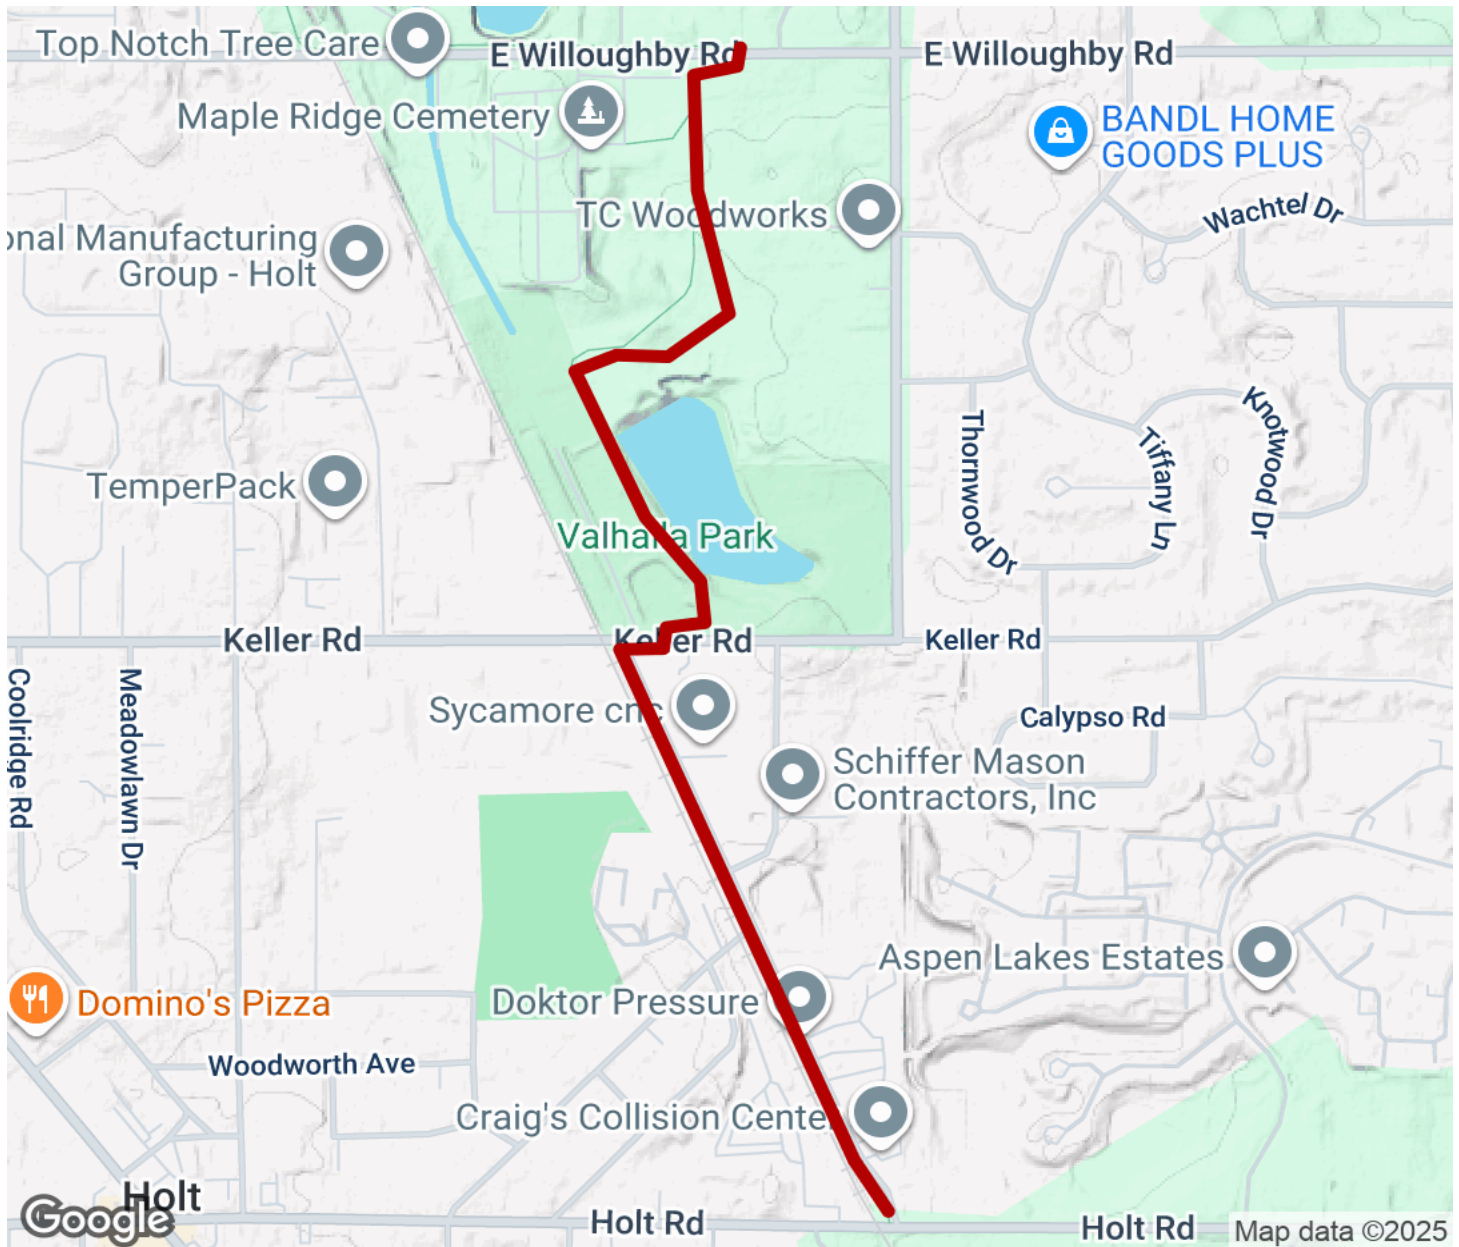 Top Notch Tree Care
E Willoughby Rd
E Willoughby Rd
Maple Ridge Cemetery
BANDL HOME
GOODS PLUS
TC Woodworks
Wachtel Dr
onal Manufacturing
Group - Holt
Thornwood Dr
Tiffany Ln
Knotwood Dr
TemperPack
Valhalla Park
Keller Rd
Keller Rd
Keller Rd
Coolridge Rd
Meadowlawn Dr
Sycamore cnc
Calypso Rd
Schiffer Mason
Contractors, Inc
Aspen Lakes Estates
Domino's Pizza
Doktor Pressure
Woodworth Ave
Craig's Collision Center
Holt
Google
Holt Rd
Holt Rd
Map data ©2025